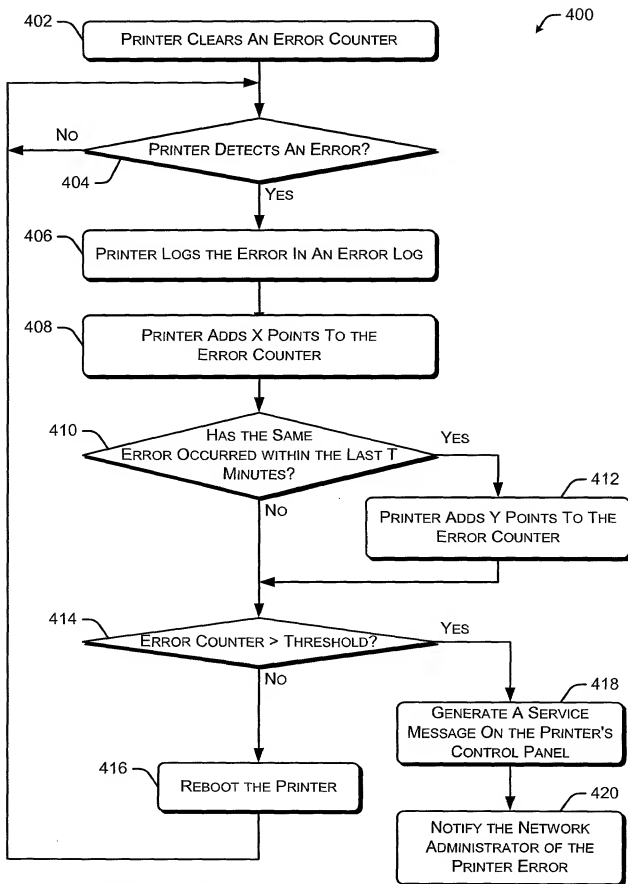 402
400
PRINTER CLEARS AN ERROR COUNTER
NO
PRINTER DETECTS AN ERROR?
404
YES
406
PRINTER LOGS THE ERROR IN AN ERROR LOG
408
PRINTER ADDS X POINTS TO THE
ERROR COUNTER
410
HAS THE SAME
ERROR OCCURRED WITHIN THE LAST T
MINUTES?
YES
412
NO
PRINTER ADDS Y POINTS TO THE
ERROR COUNTER
414
ERROR COUNTER > THRESHOLD?
YES
NO
418
GENERATE A SERVICE
MESSAGE ON THE PRINTER'S
CONTROL PANEL
416
REBOOT THE PRINTER
420
NOTIFY THE NETWORK
ADMINISTRATOR OF THE
PRINTER ERROR